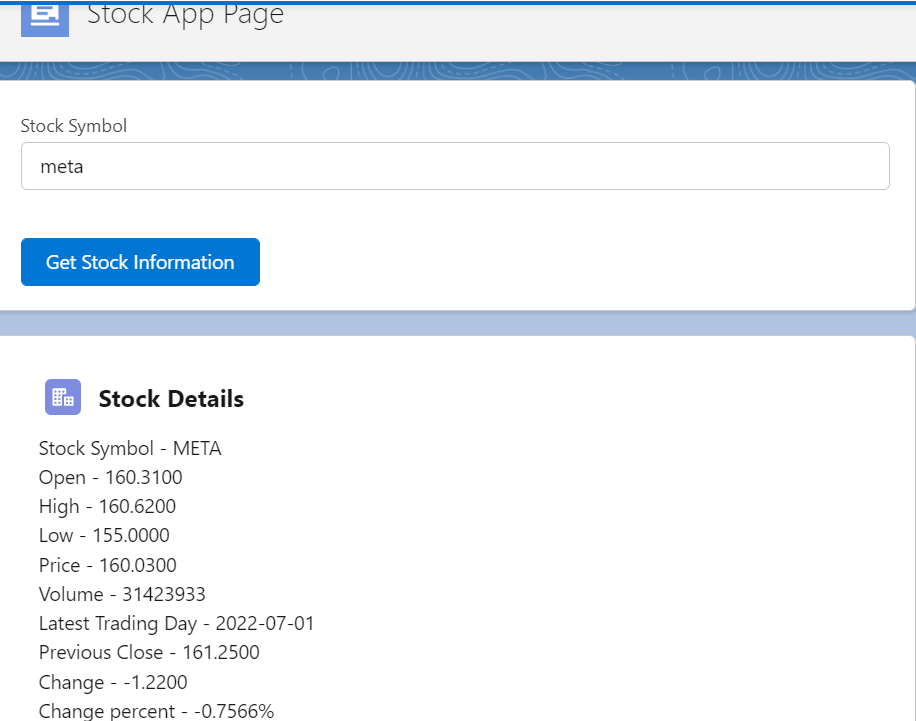 Stock App Page
Stock Symbol
meta
Get Stock Information
Stock Details
Stock Symbol - META
Open - 160.3100
High - 160.6200
Low - 155.0000
Price - 160.0300
Volume - 31423933
Latest Trading Day - 2022-07-01
Previous Close - 161.2500
Change - -1.2200
Change percent - -0.7566%